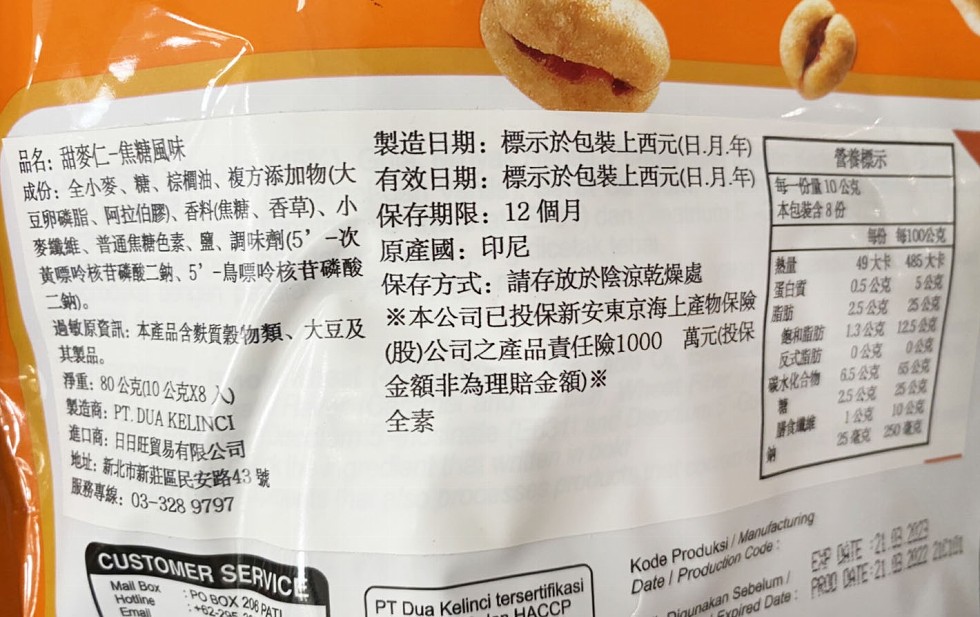 品名: 甜麥仁-焦糖風味
成份: 全小麥、糖、棕櫚油、複方添加物(大
豆卵磷脂、阿拉伯膠)、香料(焦糖、香草)、小
麥纖維、普通焦糖色素、鹽、調味劑(5’-次
黃嘌呤核苷磷酸二鈉、5’-鳥嘌呤核苷磷酸
二鈉)。
過敏原資訊: 本產品含麩質穀物類、大豆及
其製品。
淨重: 80公克(10公克X8入)
製造商: PT. DUA KELINCI
進口商: 日日旺貿易有限公司
地址: 新北市新莊區民安路43號
服務專線: 03-328 9797
製造日期: 標示於包裝上西元(日.月.年)
有效日期: 標示於包裝上西元(日.月.年)
保存期限: 12 個月
原產國: 印尼
保存方式: 請存放於陰涼乾燥處
※本公司已投保新安東京海上產物保險
(股)公司之產品責任險1000 萬元(投保
金額非為理賠金額)※
全素
營養標示
每一份量 10 公克
本包裝含 8 份
每份 每100公克
熱量 49大卡 485大卡
蛋白質 0.5公克 5公克
脂肪 2.5公克 25公克
飽和脂肪 1.3公克 12.5公克
反式脂肪 0公克 0公克
碳水化合物 6.5公克 65公克
糖 2.5公克 25公克
膳食纖維 1公克 10公克
鈉 25毫克 250毫克
CUSTOMER SERVICE
Mail Box : PO BOX 206 PATI
Hotline : +62-295
Email
PT Dua Kelinci tersertifikasi
HACCP
Kode Produksi / Manufacturing
Date / Production Code :
Digunakan Sebelum /
Expired Date :
EXP DATE :21 03 2023
PROD DATE:21 03 2022